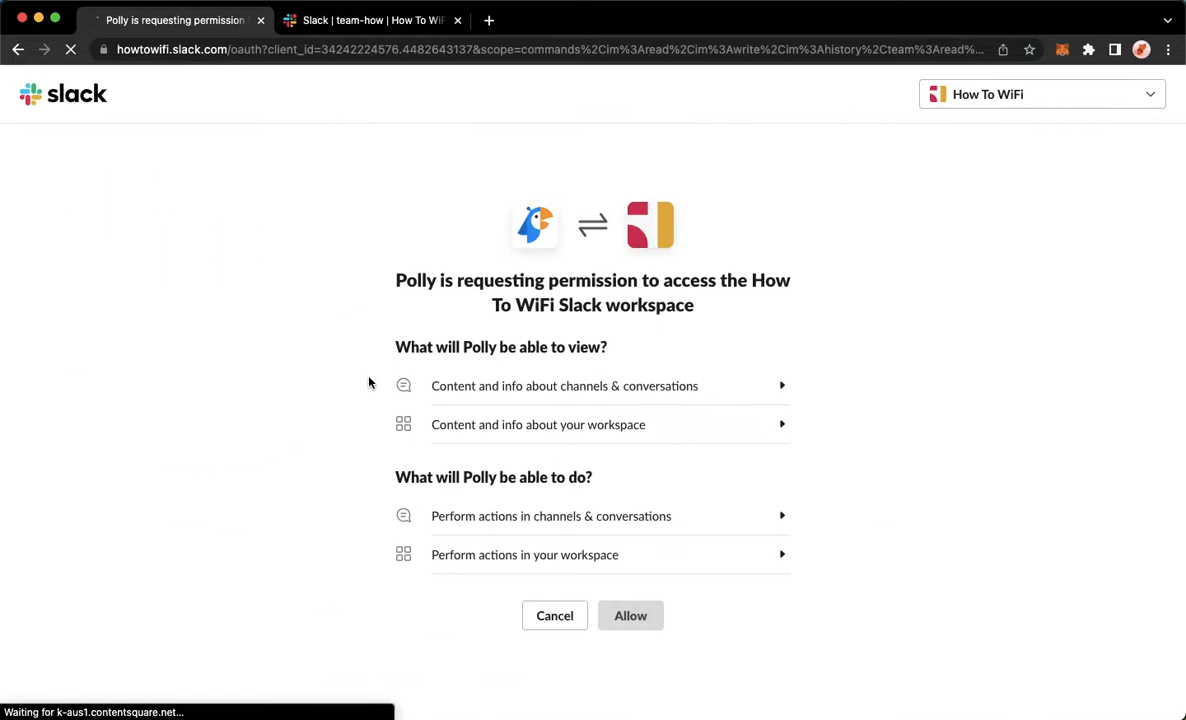 Polly is requesting permission
Slack | team-how | How To WiF
howtowifi.slack.com/oauth?client_id=34242224576.4482643137&scope=commands%2Cim%3Aread%2Cim%3Awrite%2Cim%3Ahistory%2Cteam%3Aread%...
slack
How To WiFi
Polly is requesting permission to access the How
To WiFi Slack workspace
What will Polly be able to view?
Content and info about channels & conversations
Content and info about your workspace
What will Polly be able to do?
Perform actions in channels & conversations
Perform actions in your workspace
Cancel
Allow
Waiting for k-aus1.contentsquare.net...